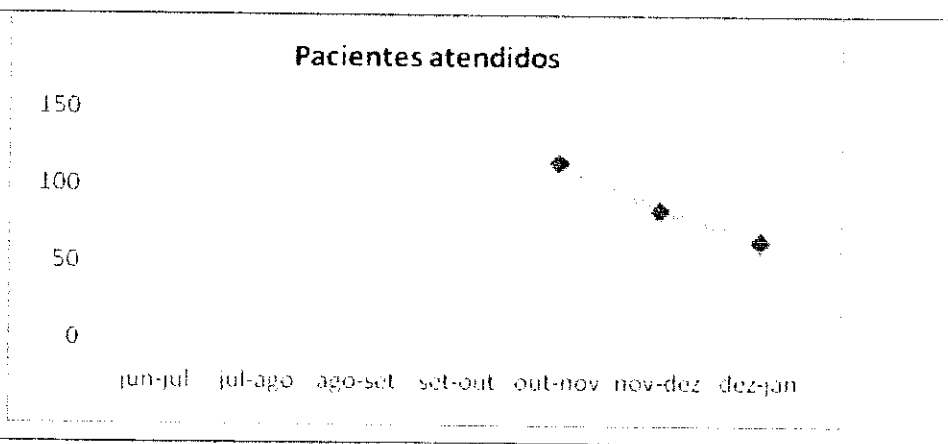 Pacientes atendidos
150
100
50
0
jun-jul jul-ago ago-set set-out out-nov nov-dez dez-jan